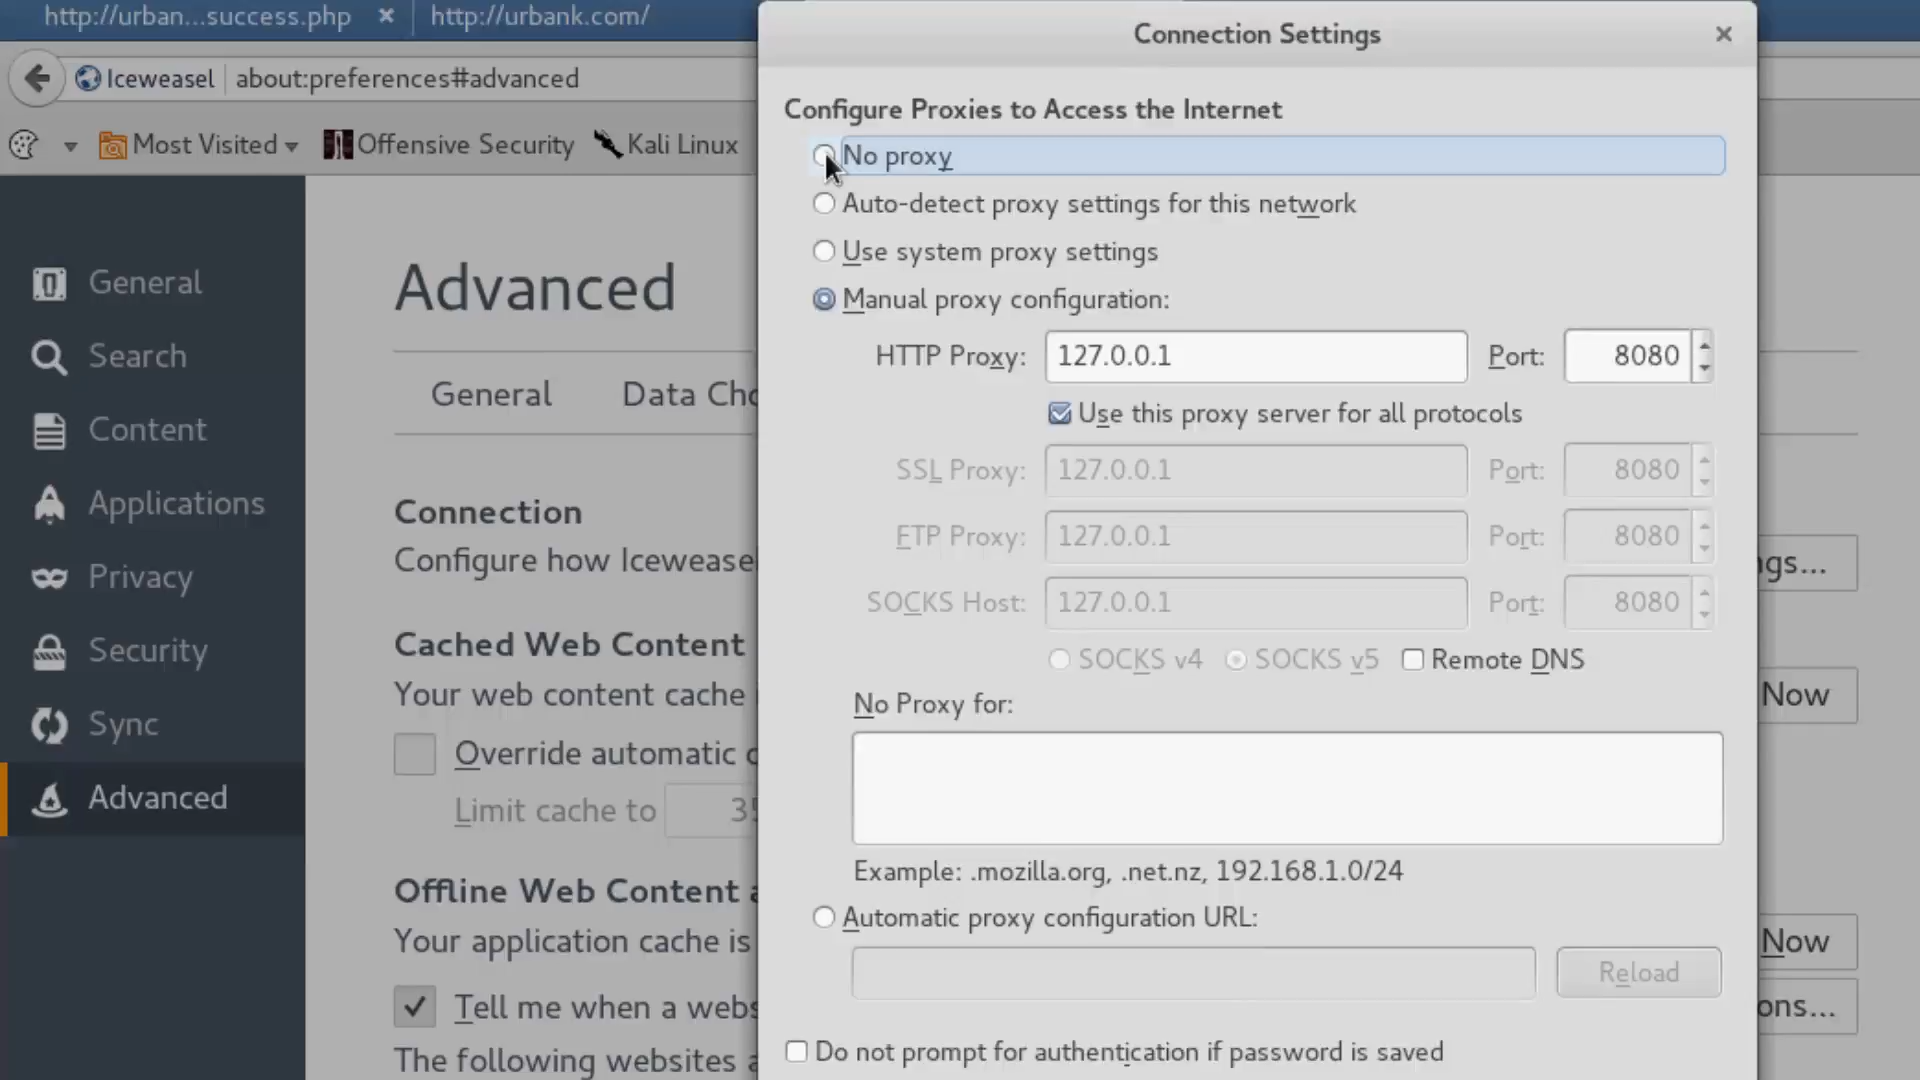 http://urban...success.php
http://urbank.com/
Connection Settings
Iceweasel
about:preferences#advanced
Most Visited
Offensive Security
Kali Linux
General
Search
Content
Applications
Privacy
Security
Sync
Advanced
Advanced
General
Data Cho
Connection
Configure how Iceweasel
Cached Web Content
Your web content cache
Override automatic c
Limit cache to 35
Offline Web Content a
Your application cache is
Tell me when a webs
The following websites a
Configure Proxies to Access the Internet
No proxy
Auto-detect proxy settings for this network
Use system proxy settings
Manual proxy configuration:
HTTP Proxy: 127.0.0.1 Port: 8080
Use this proxy server for all protocols
SSL Proxy: 127.0.0.1 Port: 8080
FTP Proxy: 127.0.0.1 Port: 8080
SOCKS Host: 127.0.0.1 Port: 8080
SOCKS v4 SOCKS v5 Remote DNS
No Proxy for:
Example: .mozilla.org, .net.nz, 192.168.1.0/24
Automatic proxy configuration URL:
Reload
Do not prompt for authentication if password is saved
ngs...
Now
Now
ons...